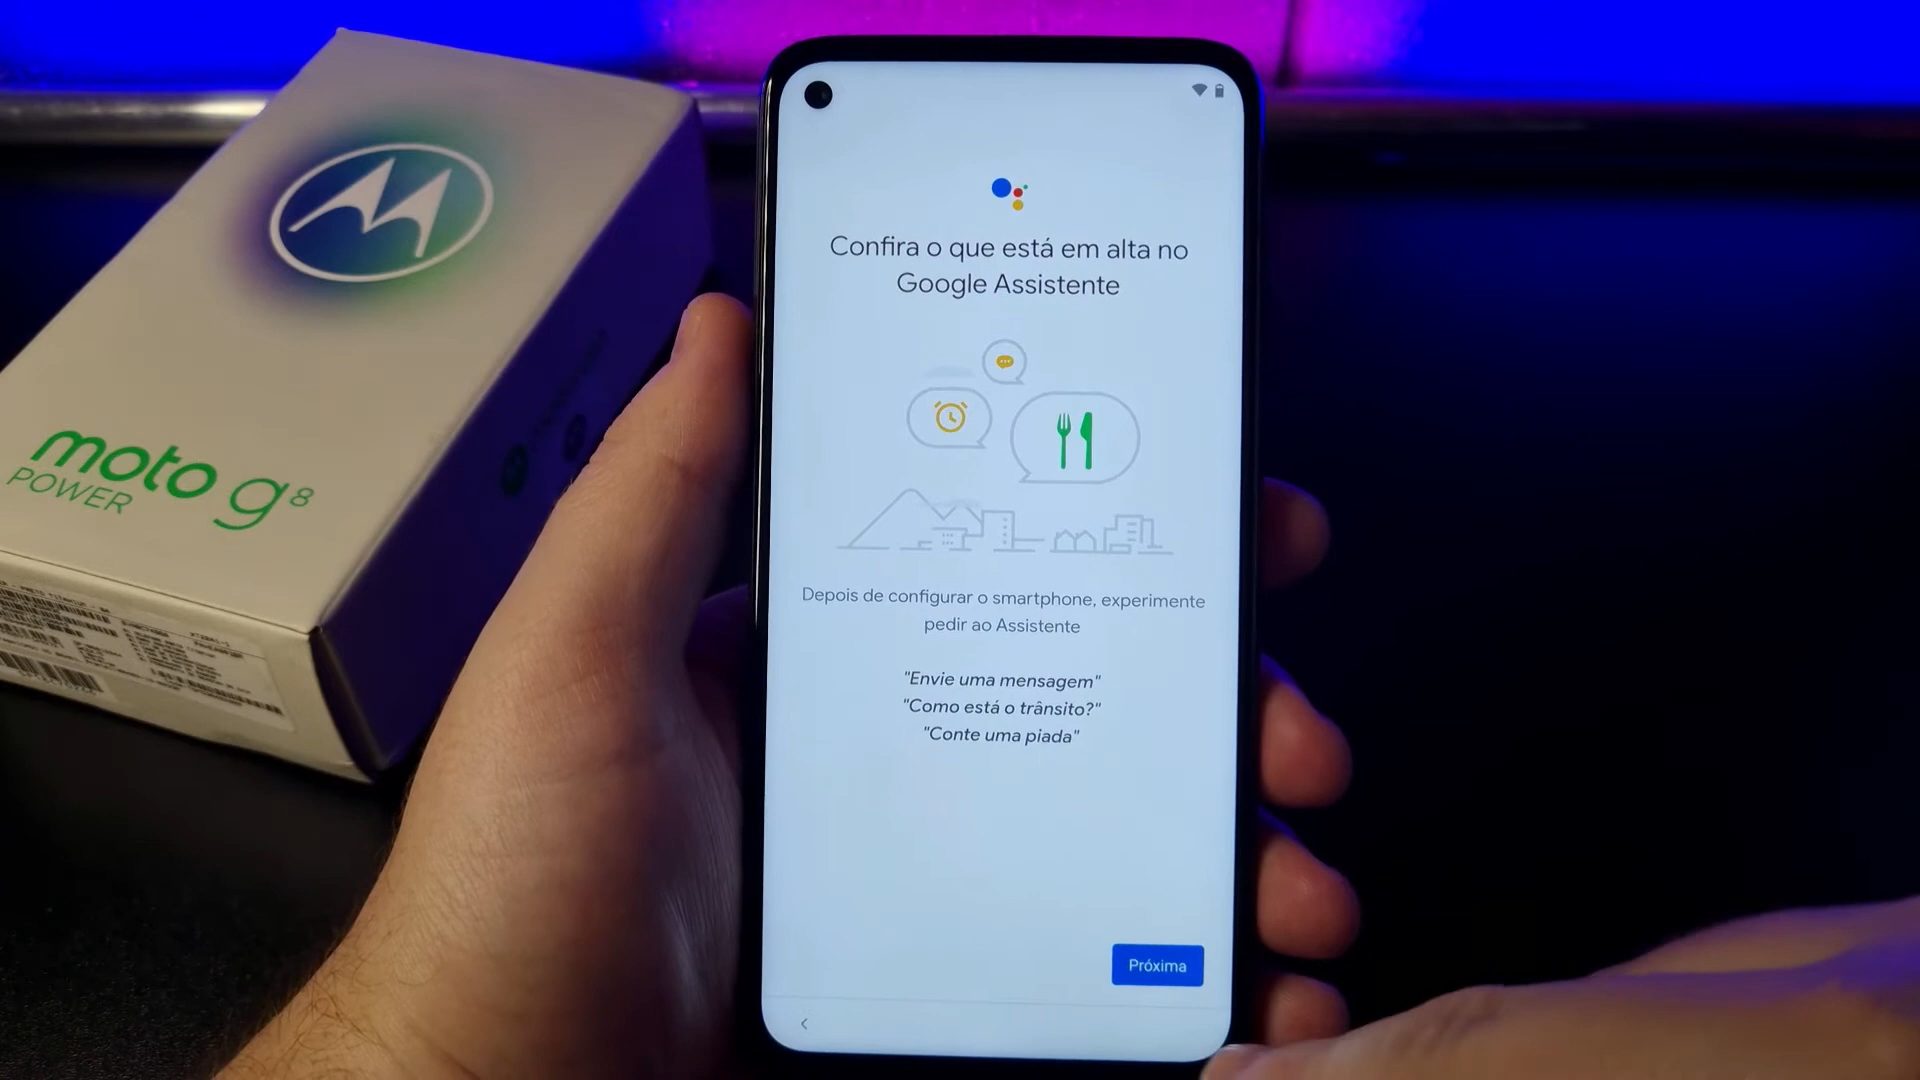 moto g8
POWER
Confira o que está em alta no
Google Assistente
Depois de configurar o smartphone, experimente
pedir ao Assistente
"Envie uma mensagem"
"Como está o trânsito?"
"Conte uma piada"
Próxima